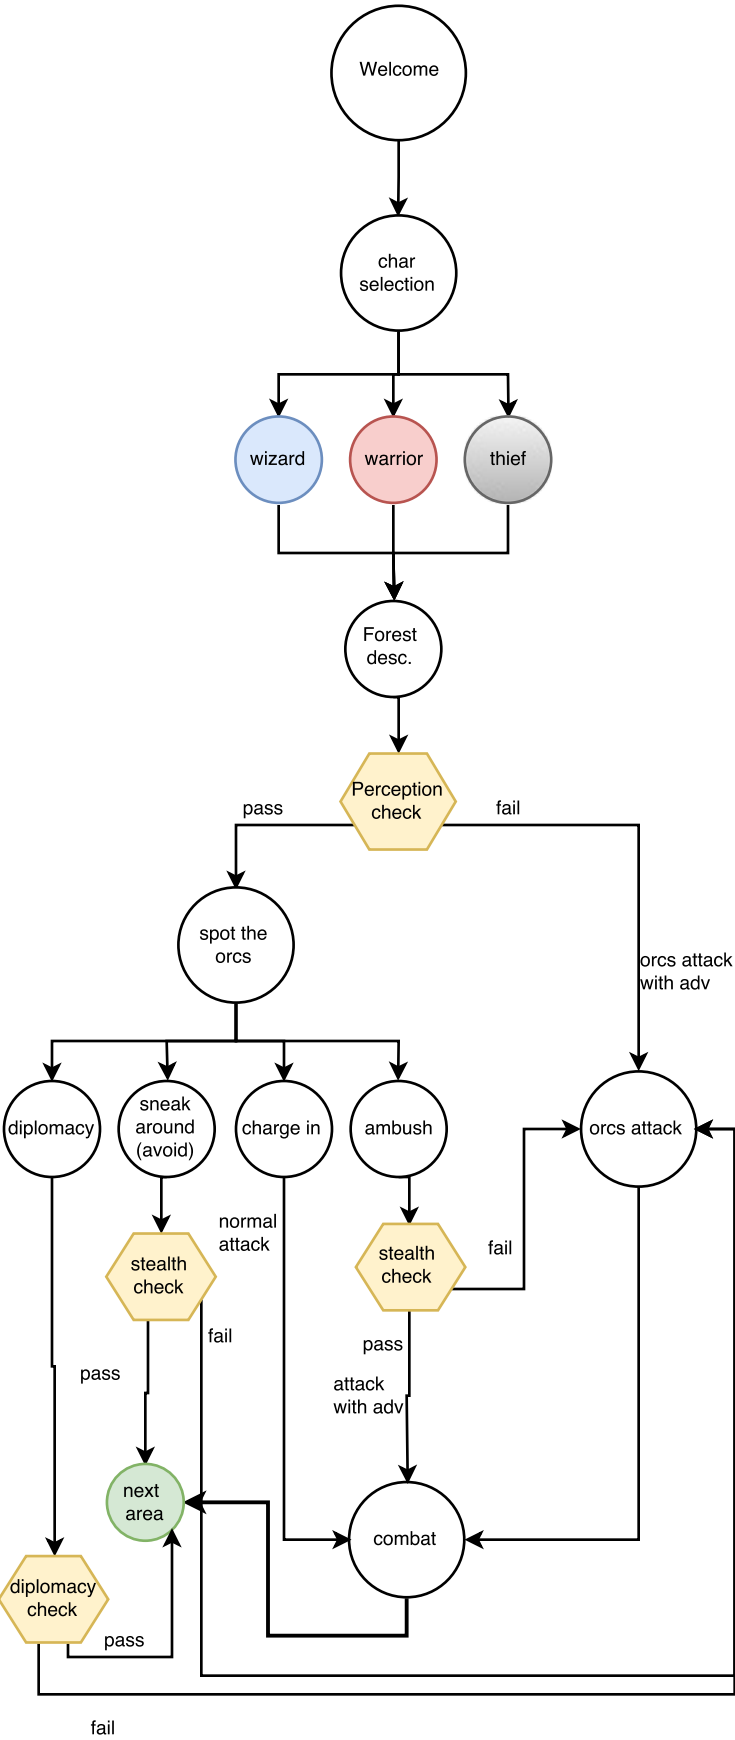 Welcome
char
selection
wizard
warrior
thief
Forest
desc.
Perception
check
pass
fail
spot the
orcs
orcs attack
with adv
diplomacy
sneak
around
(avoid)
charge in
ambush
orcs attack
normal
attack
stealth
check
stealth
check
fail
fail
pass
pass
attack
with adv
next
area
combat
diplomacy
check
pass
fail